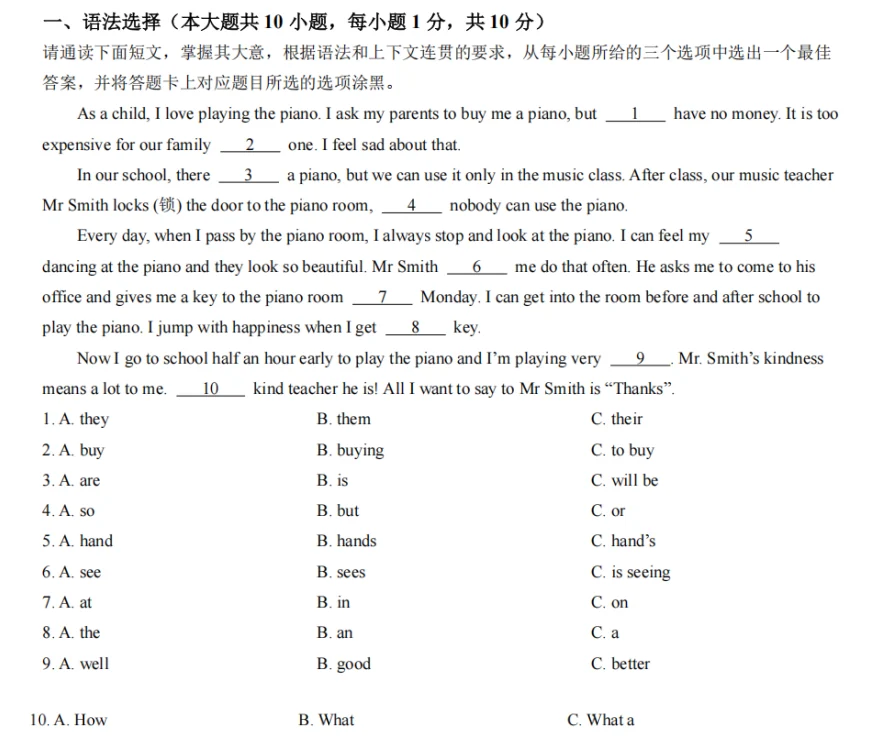 一、语法选择（本大题共 10 小题，每小题 1 分，共 10 分）
请通读下面短文，掌握其大意，根据语法和上下文连贯的要求，从每小题所给的三个选项中选出一个最佳
答案，并将答题卡上对应题目所选的选项涂黑。
As a child, I love playing the piano. I ask my parents to buy me a piano, but ___1___ have no money. It is too
expensive for our family ___2___ one. I feel sad about that.
In our school, there ___3___ a piano, but we can use it only in the music class. After class, our music teacher
Mr Smith locks (锁) the door to the piano room, ___4___ nobody can use the piano.
Every day, when I pass by the piano room, I always stop and look at the piano. I can feel my ___5___
dancing at the piano and they look so beautiful. Mr Smith ___6___ me do that often. He asks me to come to his
office and gives me a key to the piano room ___7___ Monday. I can get into the room before and after school to
play the piano. I jump with happiness when I get ___8___ key.
Now I go to school half an hour early to play the piano and I’m playing very ___9___. Mr. Smith’s kindness
means a lot to me. ___10___ kind teacher he is! All I want to say to Mr Smith is “Thanks”.
1. A. they B. them C. their
2. A. buy B. buying C. to buy
3. A. are B. is C. will be
4. A. so B. but C. or
5. A. hand B. hands C. hand’s
6. A. see B. sees C. is seeing
7. A. at B. in C. on
8. A. the B. an C. a
9. A. well B. good C. better
10. A. How B. What C. What a